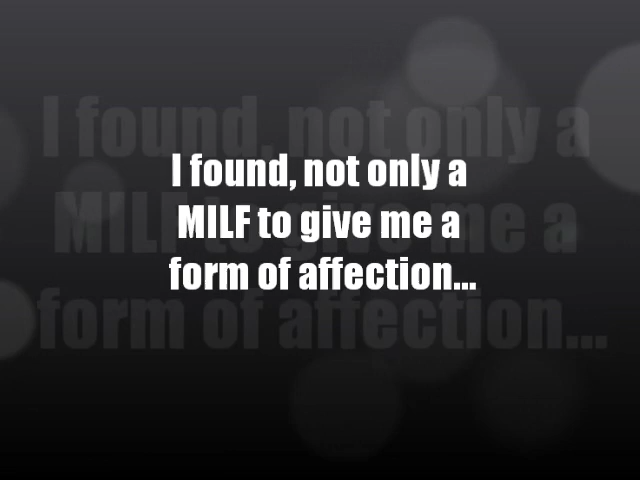 I found, not only a
MILF to give me a
form of affection...